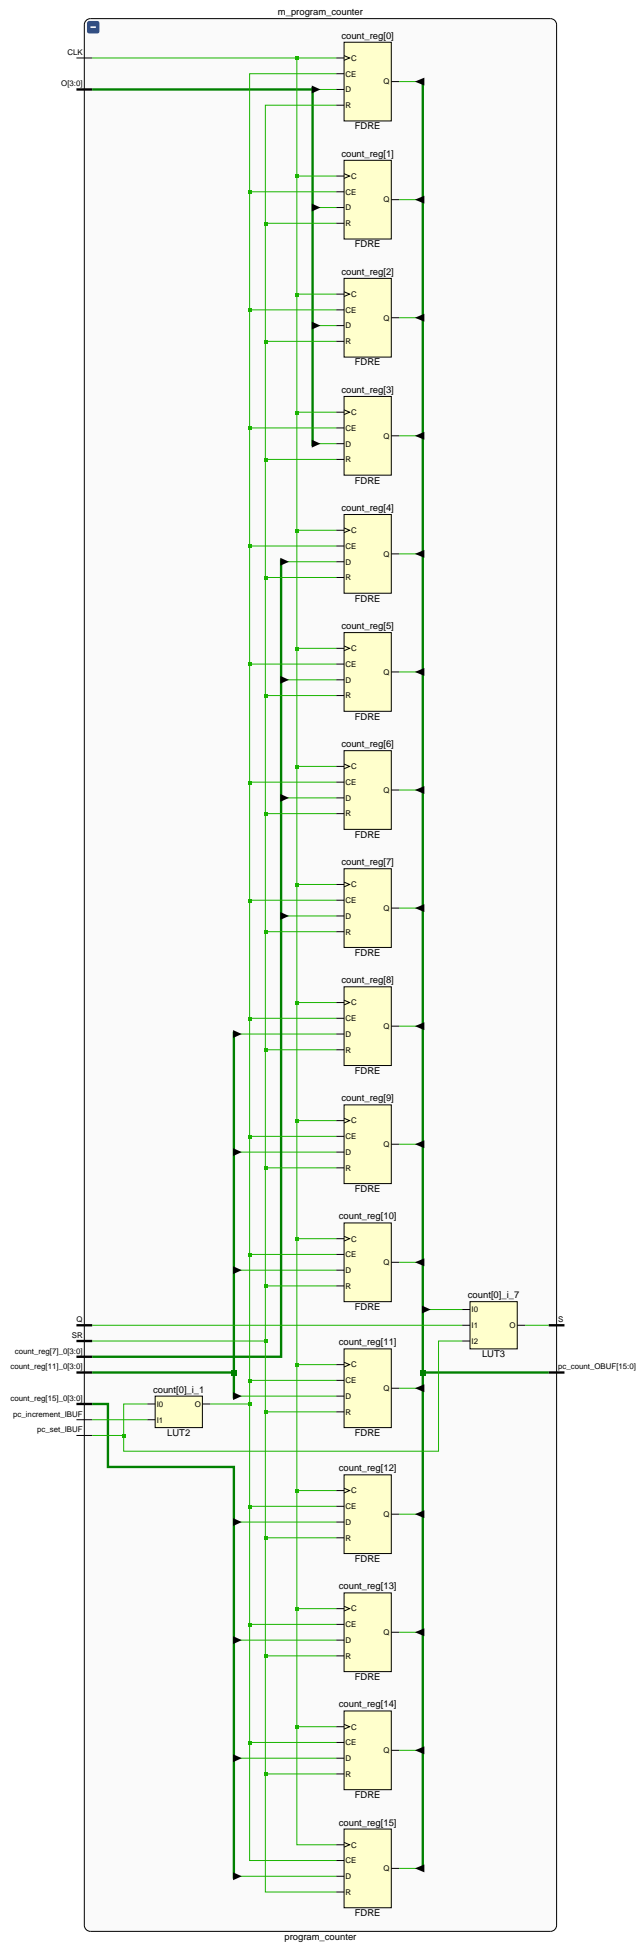 m_program_counter
CLK
O[3:0]
count_reg[0]
C
CE
D
R
Q
FDRE
count_reg[1]
C
CE
D
R
Q
FDRE
count_reg[2]
C
CE
D
R
Q
FDRE
count_reg[3]
C
CE
D
R
Q
FDRE
count_reg[4]
C
CE
D
R
Q
FDRE
count_reg[5]
C
CE
D
R
Q
FDRE
count_reg[6]
C
CE
D
R
Q
FDRE
count_reg[7]
C
CE
D
R
Q
FDRE
count_reg[8]
C
CE
D
R
Q
FDRE
count_reg[9]
C
CE
D
R
Q
FDRE
count_reg[10]
C
CE
D
R
Q
FDRE
Q
SR
count_reg[7]_0[3:0]
count_reg[11]_0[3:0]
count_reg[15]_0[3:0]
pc_increment_IBUF
pc_set_IBUF
count[0]_i_1
I0
I1
O
LUT2
count_reg[11]
C
CE
D
R
Q
FDRE
count[0]_i_7
I0
I1
I2
O
LUT3
S
pc_count_OBUF[15:0]
count_reg[12]
C
CE
D
R
Q
FDRE
count_reg[13]
C
CE
D
R
Q
FDRE
count_reg[14]
C
CE
D
R
Q
FDRE
count_reg[15]
C
CE
D
R
Q
FDRE
program_counter